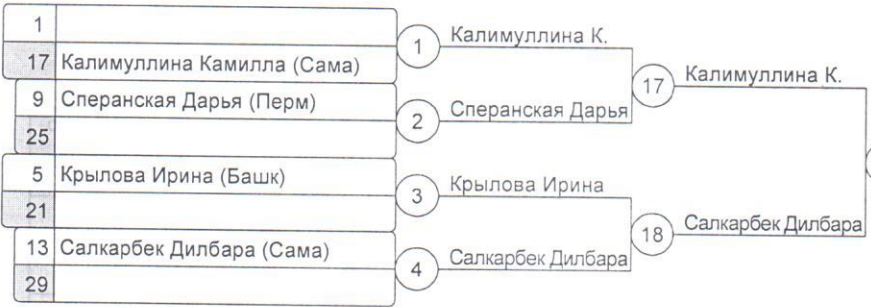 1
17 Калимуллина Камилла (Сама)
1 Калимуллина К.
9 Сперанская Дарья (Перм)
25
2 Сперанская Дарья
17 Калимуллина К.
5 Крылова Ирина (Башк)
21
3 Крылова Ирина
13 Салкарбек Дилбара (Сама)
29
4 Салкарбек Дилбара
18 Салкарбек Дилбара